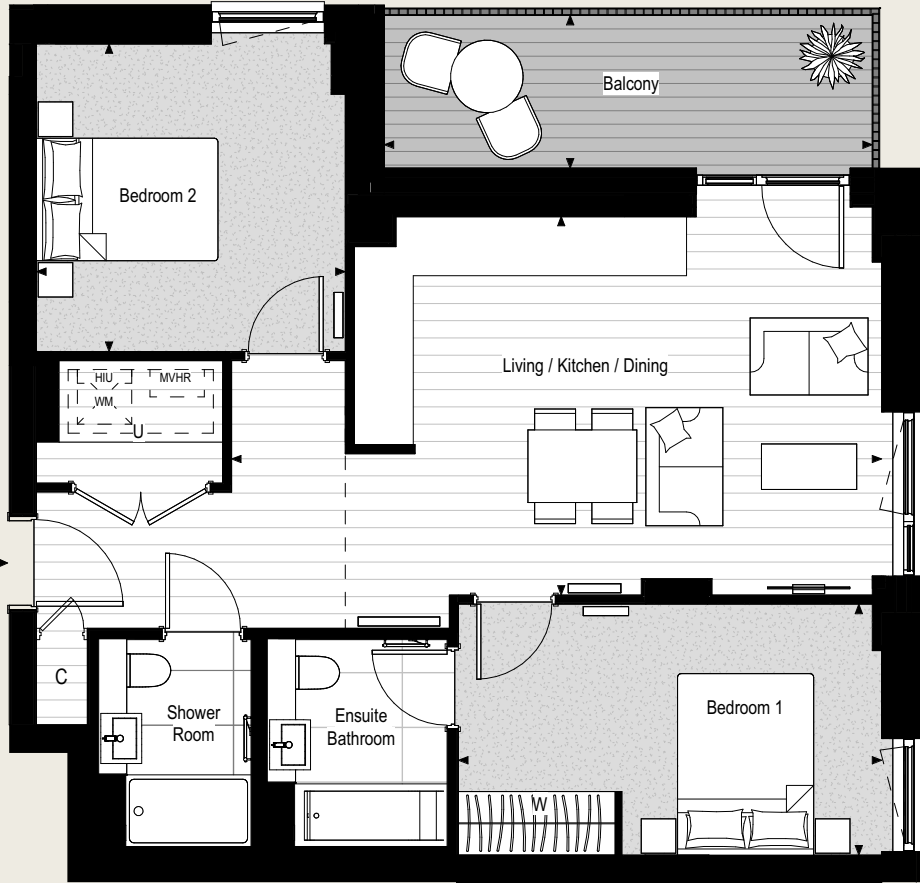 Balcony
Bedroom 2
Living / Kitchen / Dining
HIU
MVHR
WM
U
C
Shower
Room
Ensuite
Bathroom
Bedroom 1
W